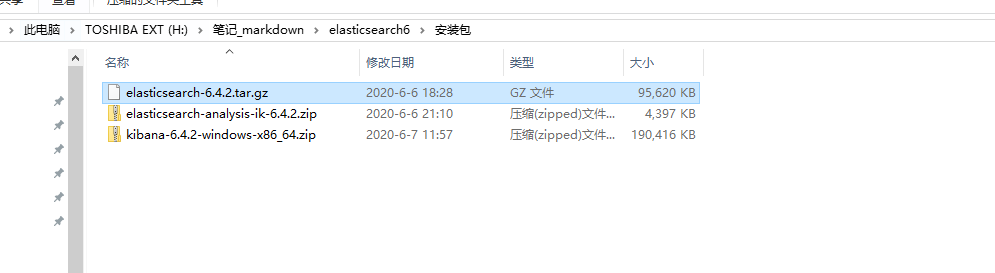 共享 查看 压缩的文件夹工具
此电脑 > TOSHIBA EXT (H:) > 笔记_markdown > elasticsearch6 > 安装包
名称 修改日期 类型 大小
elasticsearch-6.4.2.tar.gz 2020-6-6 18:28 GZ 文件 95,620 KB
elasticsearch-analysis-ik-6.4.2.zip 2020-6-6 21:10 压缩(zipped)文件... 4,397 KB
kibana-6.4.2-windows-x86_64.zip 2020-6-7 11:57 压缩(zipped)文件... 190,416 KB